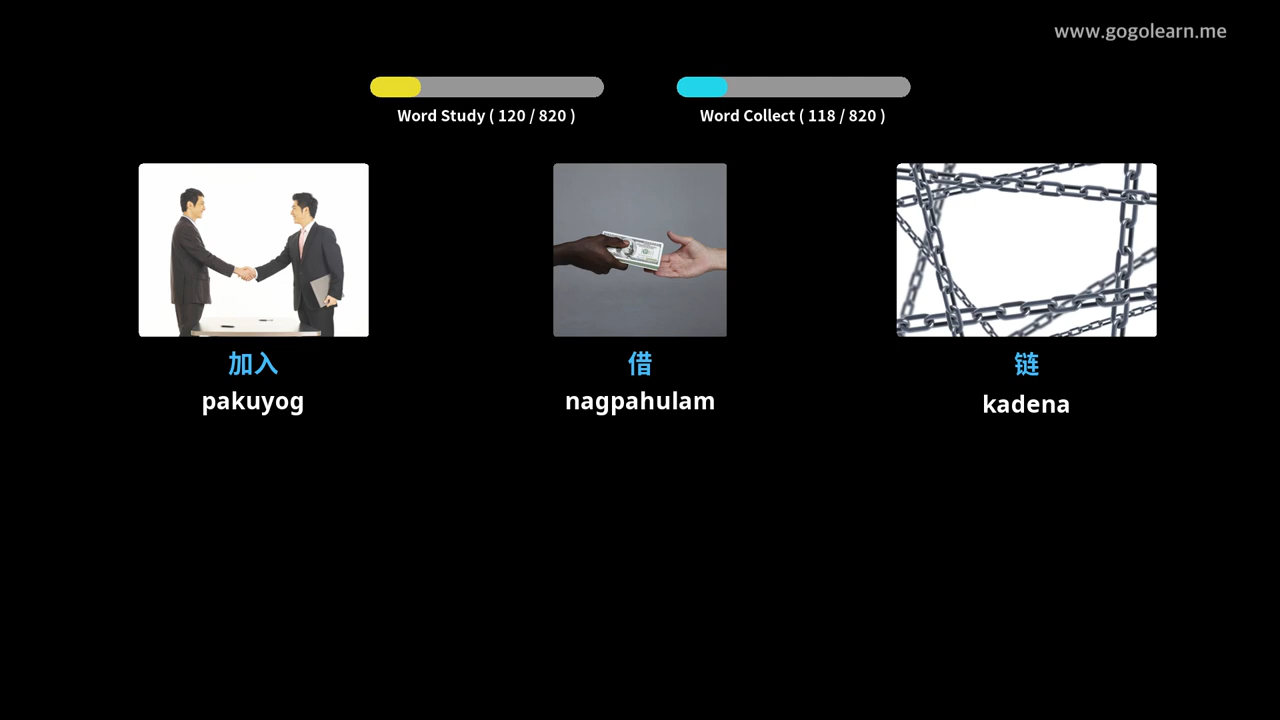 www.gogolearn.me
Word Study ( 120 / 820 )
Word Collect ( 118 / 820 )
加入
pakuyog
借
nagpahulam
链
kadena